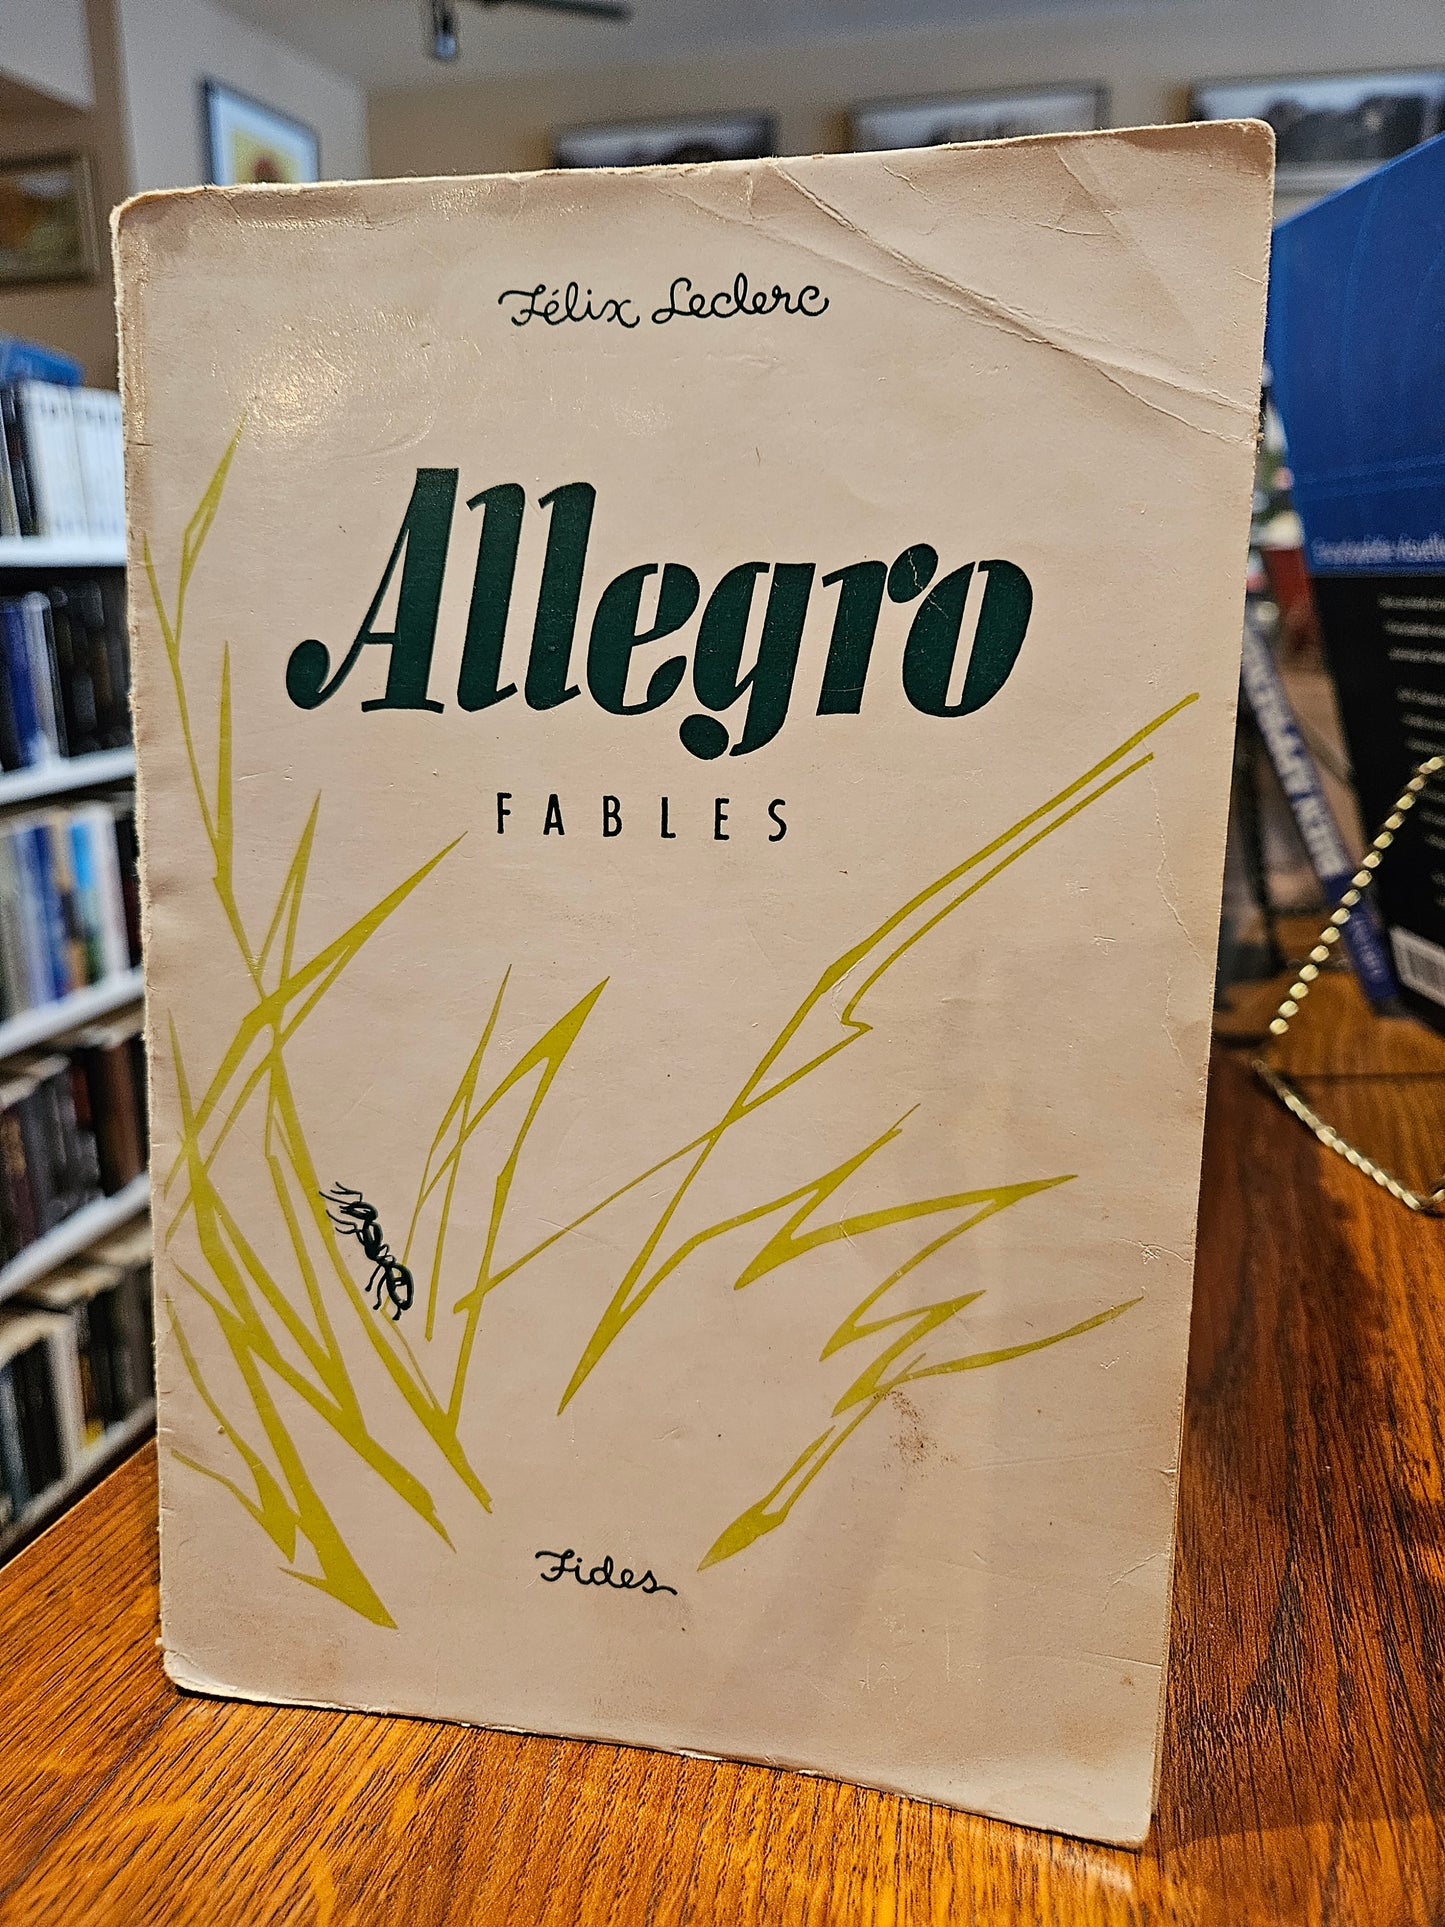 Félix Leclerc
Allegro
FABLES
Fides